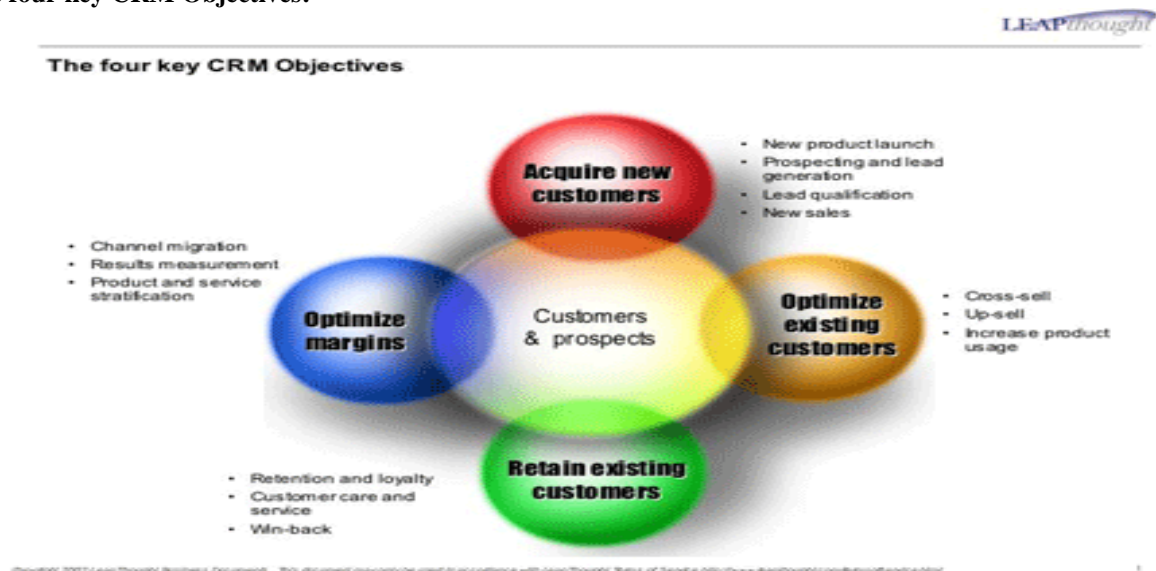 four key CRM Objectives.
LEAPthought
The four key CRM Objectives
Acquire new
customers
• New product launch
• Prospecting and lead
generation
• Lead qualification
• New sales
• Channel migration
• Results measurement
• Product and service
stratification
Optimize
margins
Customers
& prospects
Optimize
existing
customers
• Cross-sell
• Up-sell
• Increase product
usage
Retain existing
customers
• Retention and loyalty
• Customer care and
service
• Win-back